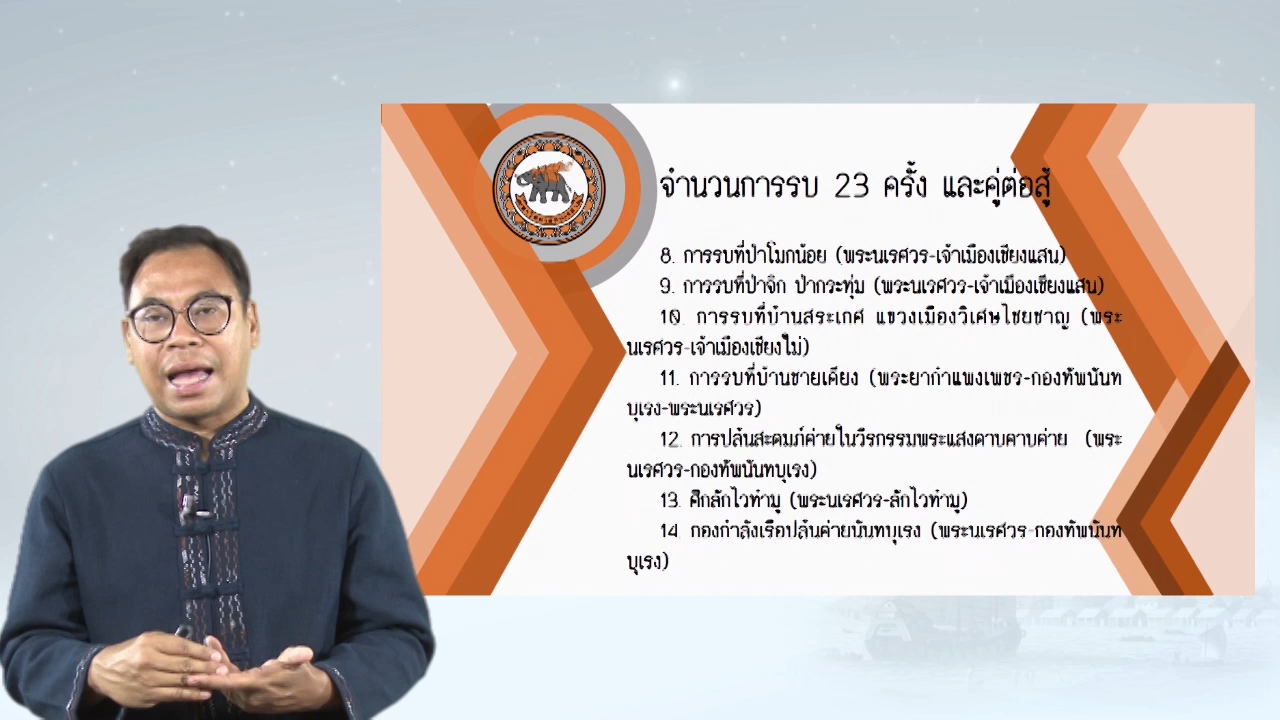 จำนวนการรบ 23 ครั้ง และคู่ต่อสู้
8. การรบที่ป่าโมกน้อย (พระนเรศวร-เจ้าเมืองเชียงแสน)
9. การรบที่ป่าจิก ป่ากระทุ่ม (พระนเรศวร-เจ้าเมืองเชียงแสน)
10. การรบที่บ้านสระเกศ แขวงเมืองวิเศษไชยชาญ (พระ
นเรศวร-เจ้าเมืองเชียงใม่)
11. การรบที่บ้านชายเคือง (พระยากำแพงเพชร-กองทัพนันท
บุเรง-พระนเรศวร)
12. การปล้นสะดมภ์ค่ายในวีรกรรมพระแสงดาบคาบค่าย (พระ
นเรศวร-กองทัพนันทบุเรง)
13. ศึกลักไวทำมู (พระนเรศวร-ลักไวทำมู)
14. กองกำลังเรือปล้นค่ายนันทบุเรง (พระนเรศวร-กองทัพนันท
บุเรง)